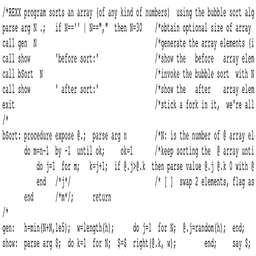 /*REXX program sorts an array (of any kind of numbers)  using the bubble sort alg
parse arg N .;   if N=='' | N=="," then N=30   /*obtain optional size of array
call gen  N                                    /*generate the array elements (i
call show       'before sort:'                 /*show the  before  array elem
call bSort  N                                  /*invoke the bubble sort  with N
call show       ' after sort:'                 /*show the   after   array elem
exit                                           /*stick a fork in it,  we're all
/*
bSort: procedure expose @.;  parse arg n       /*N: is the number of @ array el
       do m=n-1  by -1  until ok;     ok=1     /*keep sorting the  @ array unti
         do j=1  for  m;   k=j+1;  if @.j>@.k  then parse value @.j @.k 0 with @
         end   /*j*/                           /* [ ]  swap 2 elements, flag as
       end     /*m*/;      return
/*
gen:   h=min(N+N,1e5);  w=length(h);     do j=1  for N;  @.j=random(h);  end;
show:  parse arg $;  do k=1 for N;  $=$  right(@.k, w);       end;     say $;